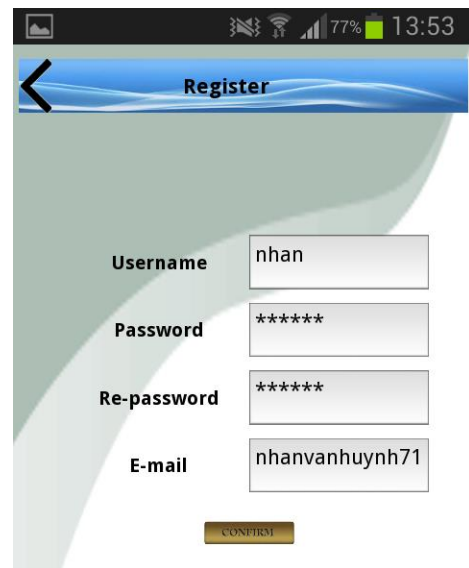 77% 13:53
Register
Username nhan
Password ******
Re-password ******
E-mail nhanvanhuynh71
CONFIRM